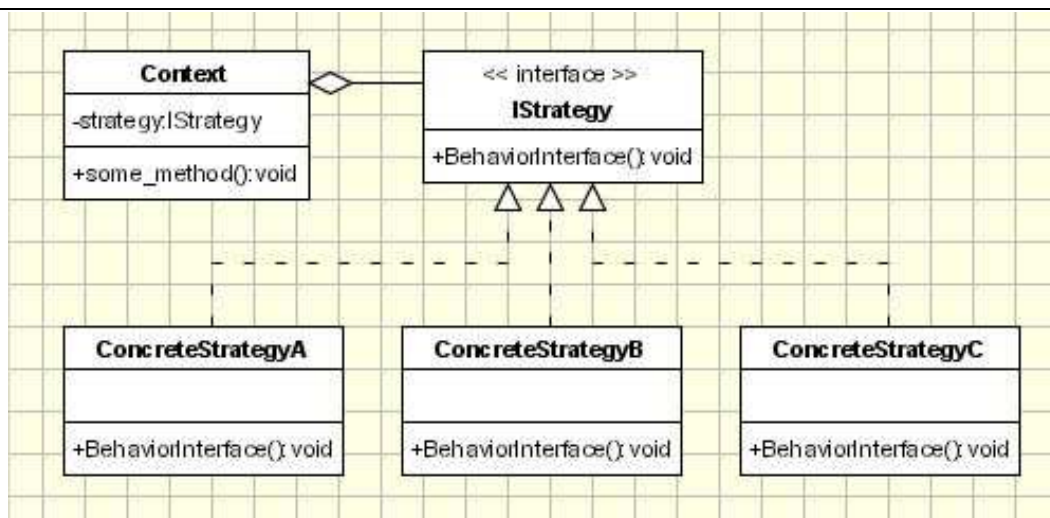 Context
-strategy:IStrategy
+some_method():void
<< interface >>
IStrategy
+BehaviorInterface(): void
ConcreteStrategyA
+BehaviorInterface(): void
ConcreteStrategyB
+BehaviorInterface(): void
ConcreteStrategyC
+BehaviorInterface(): void